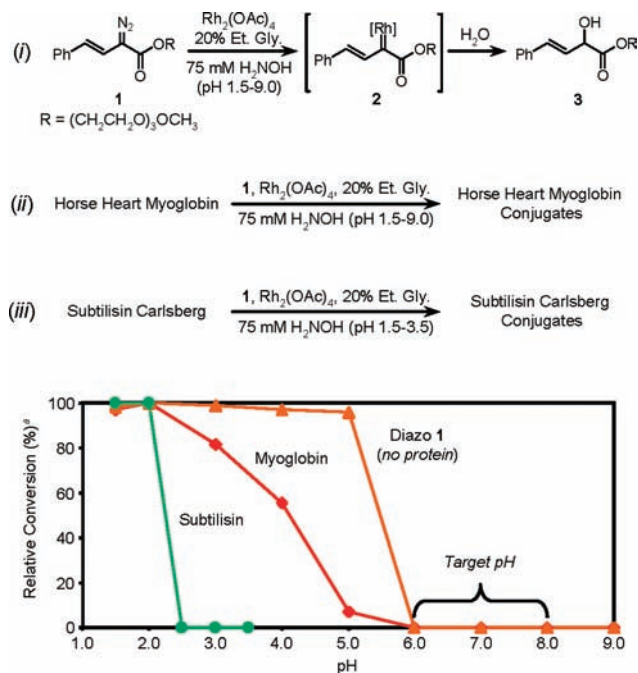 (i) Ph N₂ OR O 1
R = (CH₂CH₂O)₃OCH₃
Rh₂(OAc)₄
20% Et. Gly.
75 mM H₂NOH
(pH 1.5-9.0)
[Rh] Ph OR O 2
H₂O
OH Ph OR O 3
(ii) Horse Heart Myoglobin
1, Rh₂(OAc)₄, 20% Et. Gly.
75 mM H₂NOH (pH 1.5-9.0)
Horse Heart Myoglobin
Conjugates
(iii) Subtilisin Carlsberg
1, Rh₂(OAc)₄, 20% Et. Gly.
75 mM H₂NOH (pH 1.5-3.5)
Subtilisin Carlsberg
Conjugates
Relative Conversion (%)ᵃ
100
80
60
40
20
0
Diazo 1
(no protein)
Myoglobin
Subtilisin
Target pH
1.0 2.0 3.0 4.0 5.0 6.0 7.0 8.0 9.0
pH